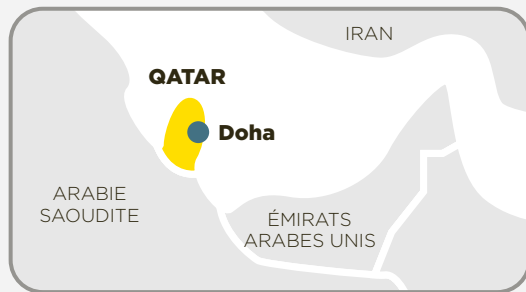 IRAN
QATAR
Doha
ARABIE
SAOUDITE
ÉMIRATS
ARABES UNIS